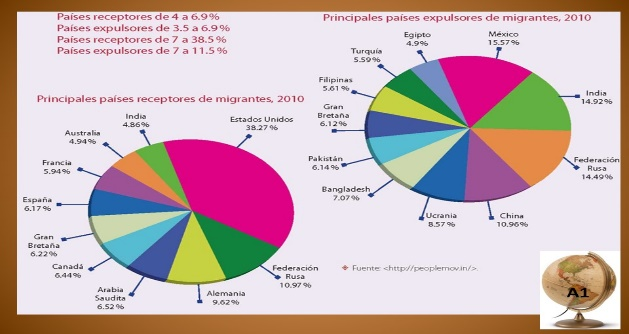 Países receptores de 4 a 6.9%
Países expulsores de 3.5 a 6.9%
Países receptores de 7 a 38.5%
Países expulsores de 7 a 11.5%
Principales países receptores de migrantes, 2010
India
4.86%
Estados Unidos
38.27%
Australia
4.94%
Francia
5.94%
España
6.17%
Gran
Bretaña
6.22%
Canadá
6.44%
Arabia
Saudita
6.52%
Alemania
9.62%
Federación
Rusa
10.97%
Principales países expulsores de migrantes, 2010
Egipto
4.9%
México
15.57%
Turquía
5.59%
Filipinas
5.61%
Gran
Bretaña
6.12%
Pakistán
6.14%
Bangladesh
7.07%
Ucrania
8.57%
China
10.96%
Federación
Rusa
14.49%
India
14.92%
Fuente: <http://peoplemov.in/>.
A1